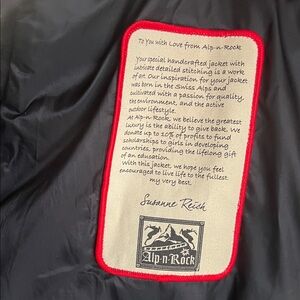 To You with Love from Alp-n-Rock
Your special handcrafted jacket with
intricate detailed stitching is a work
of art. Our inspiration for your jacket
was born in the Swiss Alps and
cultivated with a passion for quality,
the environment, and the active
outdoor lifestyle.
At Alp-n-Rock, we believe the greatest
luxury is the ability to give back. We
donate up to 10% of profits to fund
scholarships to girls in developing
countries, providing the lifelong gift
of an education.
With this jacket, we hope you feel
encouraged to live life to the fullest
my very best.
Susanne Reich
Alp-n-Rock